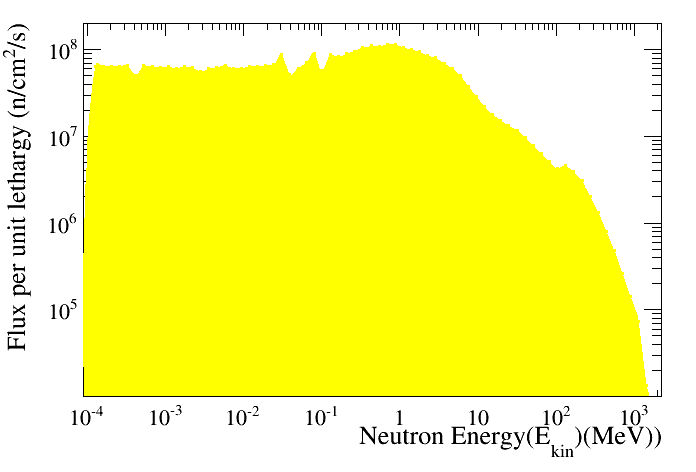 Flux per unit lethargy (n/cm²/s)
10⁸
10⁷
10⁶
10⁵
10⁻⁴ 10⁻³ 10⁻² 10⁻¹ 1 10 10² 10³
Neutron Energy(E_kin)(MeV))